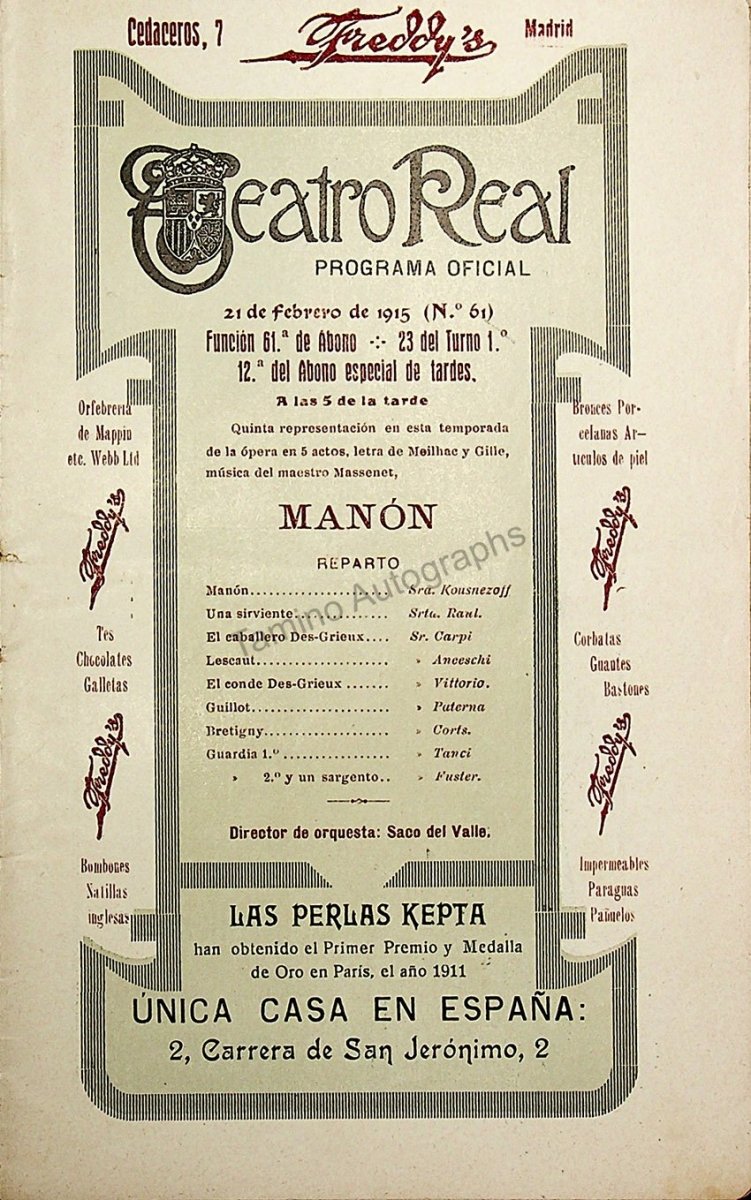 Cedaceros, 7 Freddy's Madrid
Teatro Real
PROGRAMA OFICIAL
21 de febrero de 1915 (N.º 61)
Función 61.ª de Abono -:- 23 del Turno 1.º
12.ª del Abono especial de tardes.
A las 5 de la tarde
Quinta representación en esta temporada
de la ópera en 5 actos, letra de Meilhac y Gille,
música del maestro Massenet,
MANÓN
REPARTO
Manón..................... Sra. Kousnezoff
Una sirviente.............. Srta. Raul.
El caballero Des-Grieux.... Sr. Carpi
Lescaut.................... » Anceschi
El conde Des-Grieux ....... » Vittorio.
Guillot..................... » Paterna
Bretigny................... » Corts.
Guardia 1.º................ » Tanci
» 2.º y un sargento.. » Fuster.
Director de orquesta: Saco del Valle.
Orfebrería
de Mappin
etc. Webb Ltd
Freddy's
Tes
Chocolates
Galletas
Freddy's
Bombones
Natillas
inglesas
Bronces Por-
celanas Ar-
tículos de piel
Freddy's
Corbatas
Guantes
Bastones
Freddy's
Impermeables
Paraguas
Pañuelos
LAS PERLAS KEPTA
han obtenido el Primer Premio y Medalla
de Oro en París, el año 1911
ÚNICA CASA EN ESPAÑA:
2, Carrera de San Jerónimo, 2
Tamino Autographs